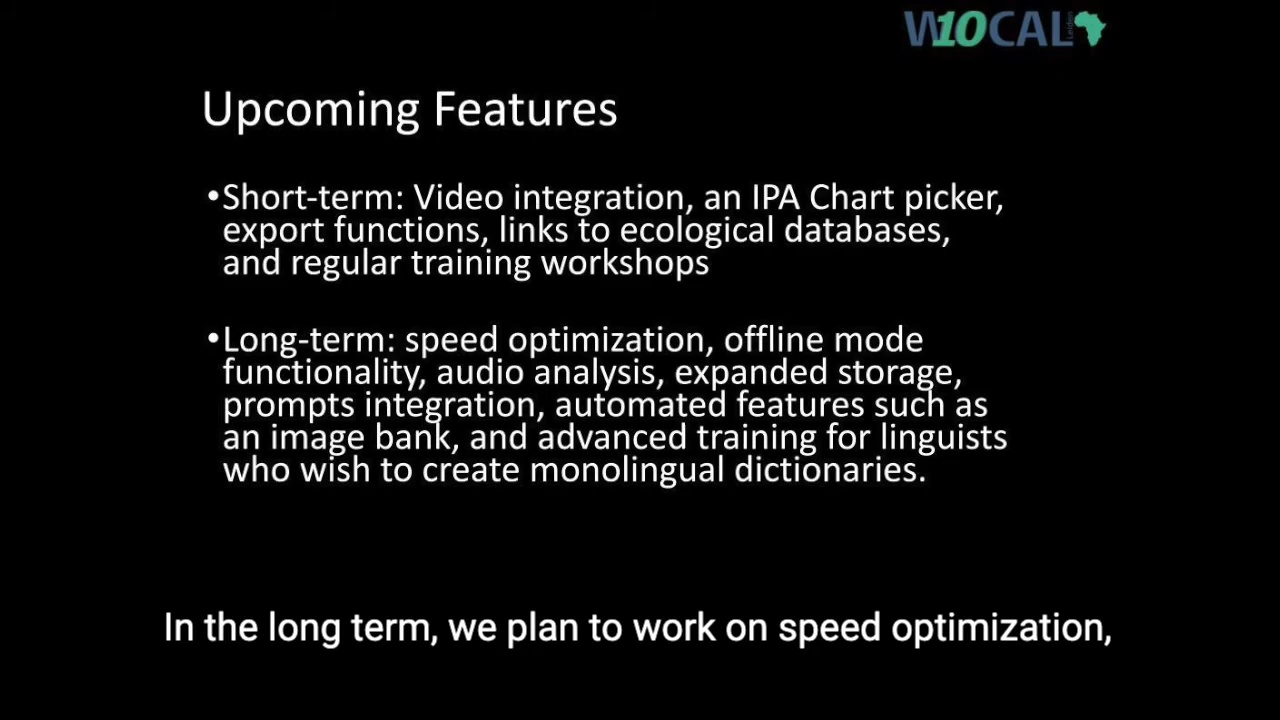 W10CAL
Leiden
Upcoming Features
•Short-term: Video integration, an IPA Chart picker,
export functions, links to ecological databases,
and regular training workshops
•Long-term: speed optimization, offline mode
functionality, audio analysis, expanded storage,
prompts integration, automated features such as
an image bank, and advanced training for linguists
who wish to create monolingual dictionaries.
In the long term, we plan to work on speed optimization,